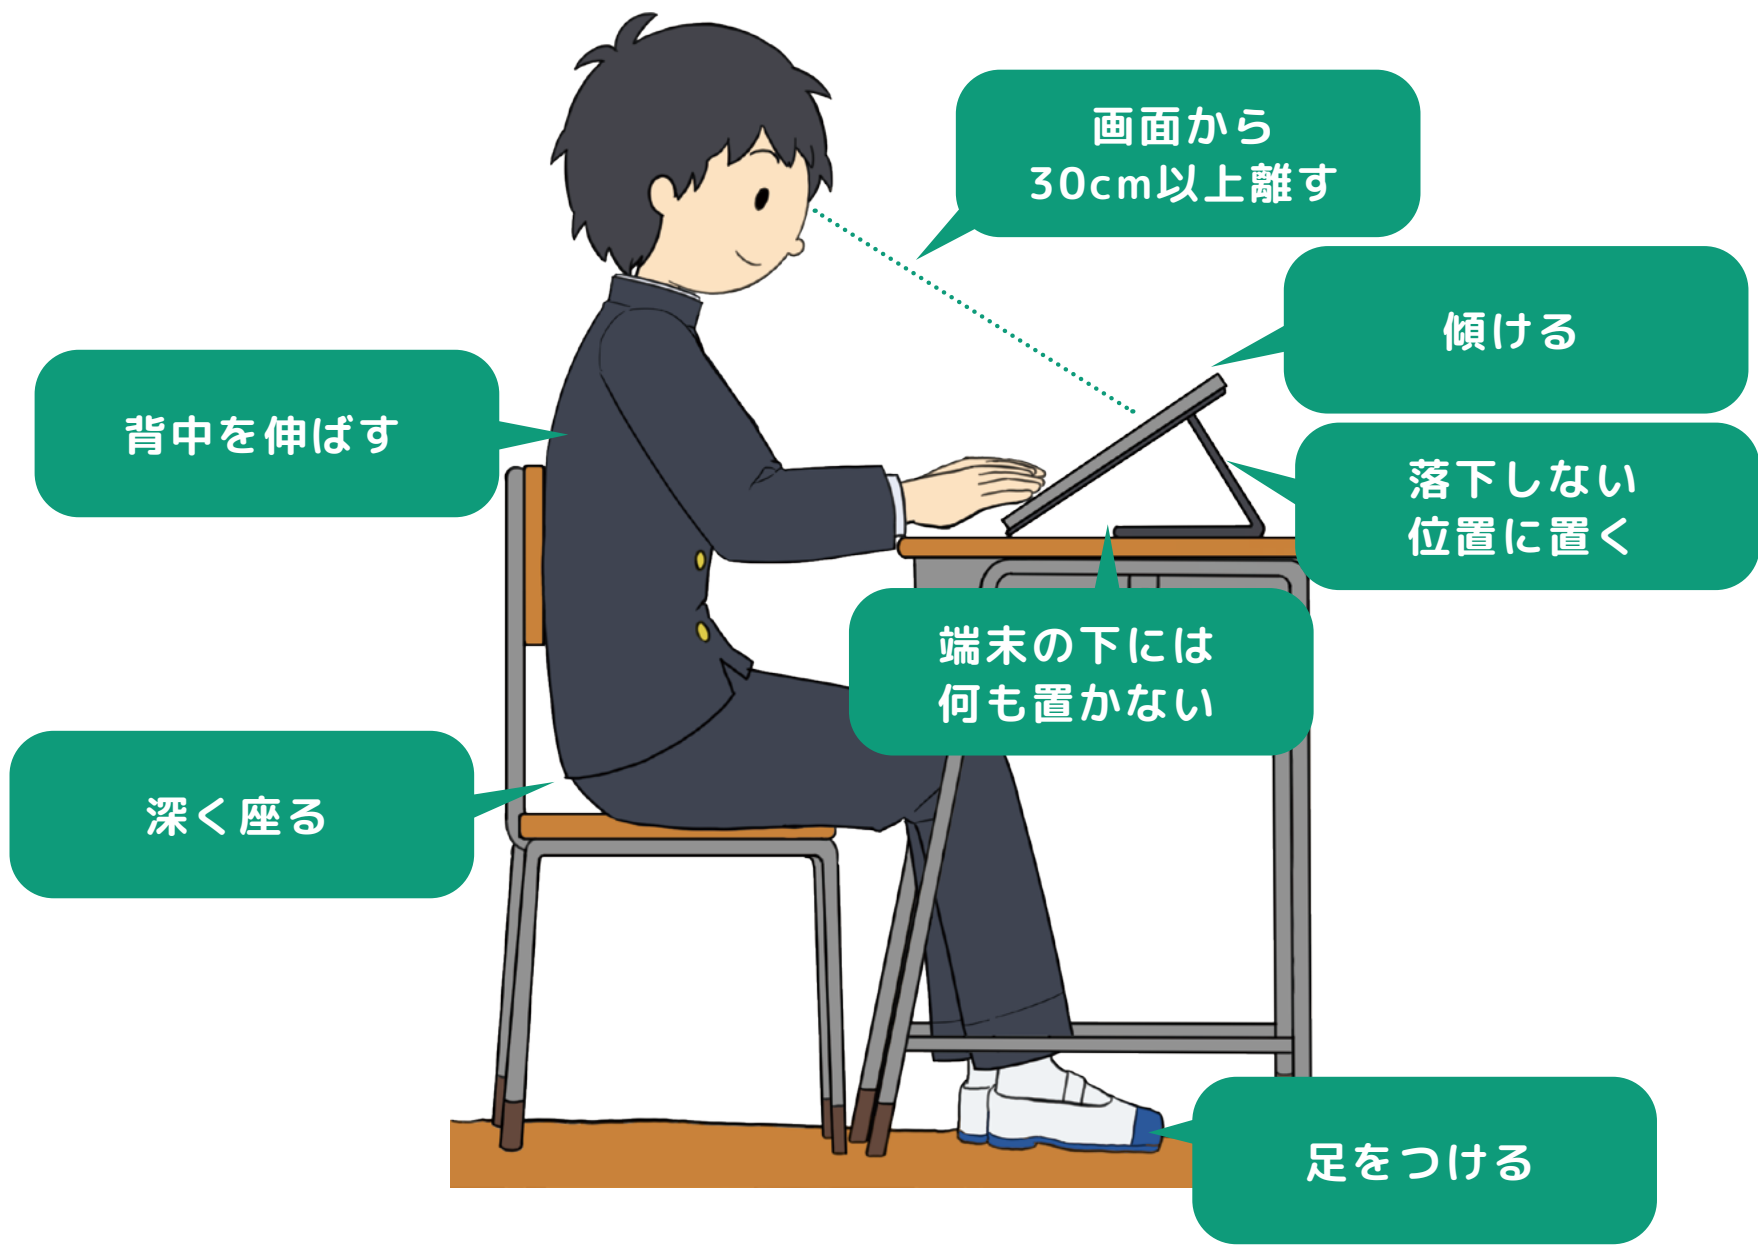 画面から
30cm以上離す
傾ける
背中を伸ばす
落下しない
位置に置く
端末の下には
何も置かない
深く座る
足をつける